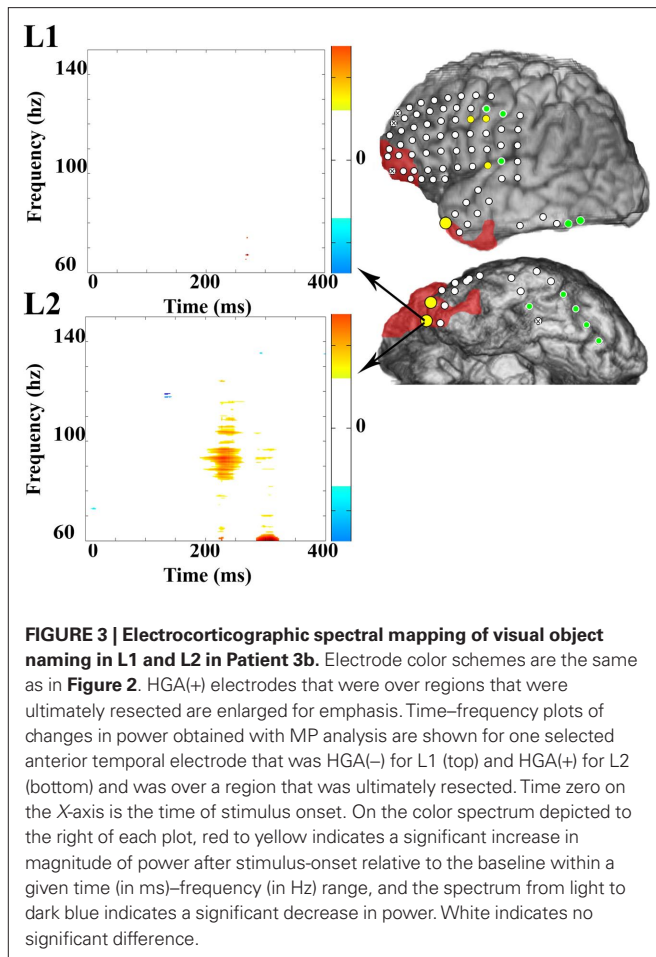 L1
140
100
60
Frequency (hz)
0
0 200 400
Time (ms)
L2
140
100
60
Frequency (hz)
0
0 200 400
Time (ms)
FIGURE 3 | Electrocorticographic spectral mapping of visual object
naming in L1 and L2 in Patient 3b. Electrode color schemes are the same
as in Figure 2. HGA(+) electrodes that were over regions that were
ultimately resected are enlarged for emphasis. Time–frequency plots of
changes in power obtained with MP analysis are shown for one selected
anterior temporal electrode that was HGA(–) for L1 (top) and HGA(+) for L2
(bottom) and was over a region that was ultimately resected. Time zero on
the X-axis is the time of stimulus onset. On the color spectrum depicted to
the right of each plot, red to yellow indicates a significant increase in
magnitude of power after stimulus-onset relative to the baseline within a
given time (in ms)–frequency (in Hz) range, and the spectrum from light to
dark blue indicates a significant decrease in power. White indicates no
significant difference.